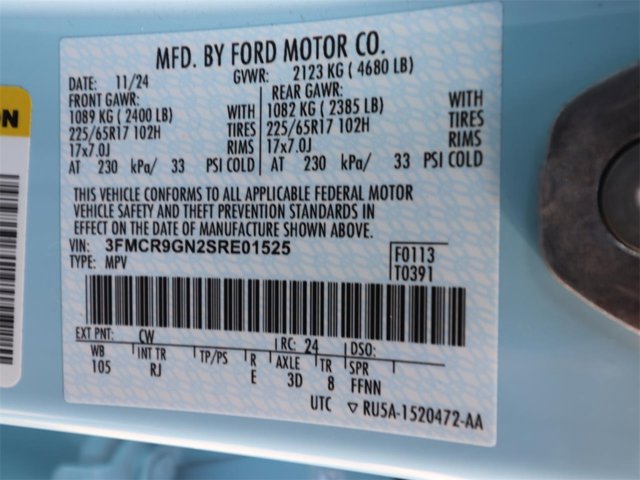 ON
MFD. BY FORD MOTOR CO.
DATE: 11/24 GVWR: 2123 KG ( 4680 LB)
FRONT GAWR: REAR GAWR:
1089 KG ( 2400 LB) WITH 1082 KG ( 2385 LB) WITH
225/65R17 102H TIRES 225/65R17 102H TIRES
17x7.0J RIMS 17x7.0J RIMS
AT 230 kPa/ 33 PSI COLD AT 230 kPa/ 33 PSI COLD
THIS VEHICLE CONFORMS TO ALL APPLICABLE FEDERAL MOTOR
VEHICLE SAFETY AND THEFT PREVENTION STANDARDS IN
EFFECT ON THE DATE OF MANUFACTURE SHOWN ABOVE.
VIN: 3FMCR9GN2SRE01525 F0113
TYPE: MPV T0391
EXT PNT: CW RC: 24 DSO:
WB INT TR TP/PS R AXLE TR SPR
105 RJ E 3D 8 FFNN
UTC ▽ RU5A-1520472-AA